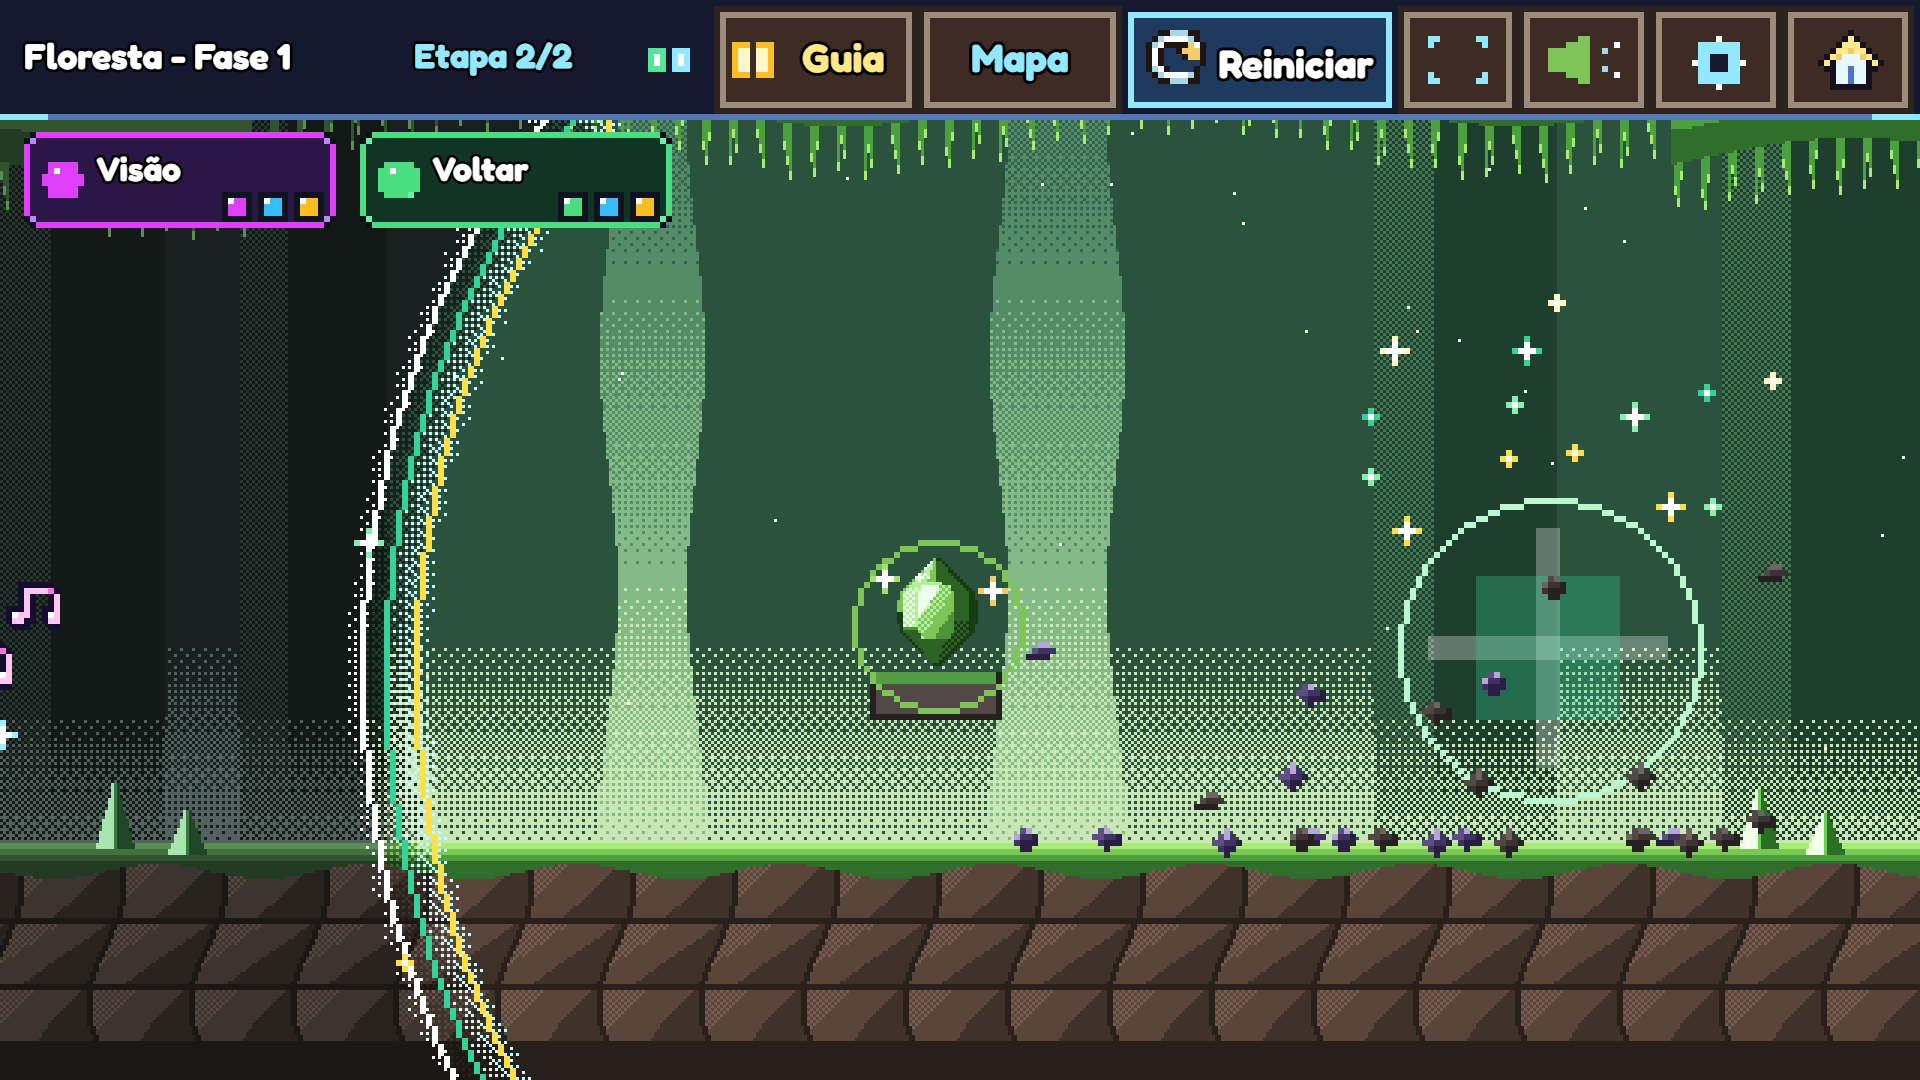 Floresta - Fase 1
Etapa 2/2
Guia
Mapa
Reiniciar
Visão
Voltar